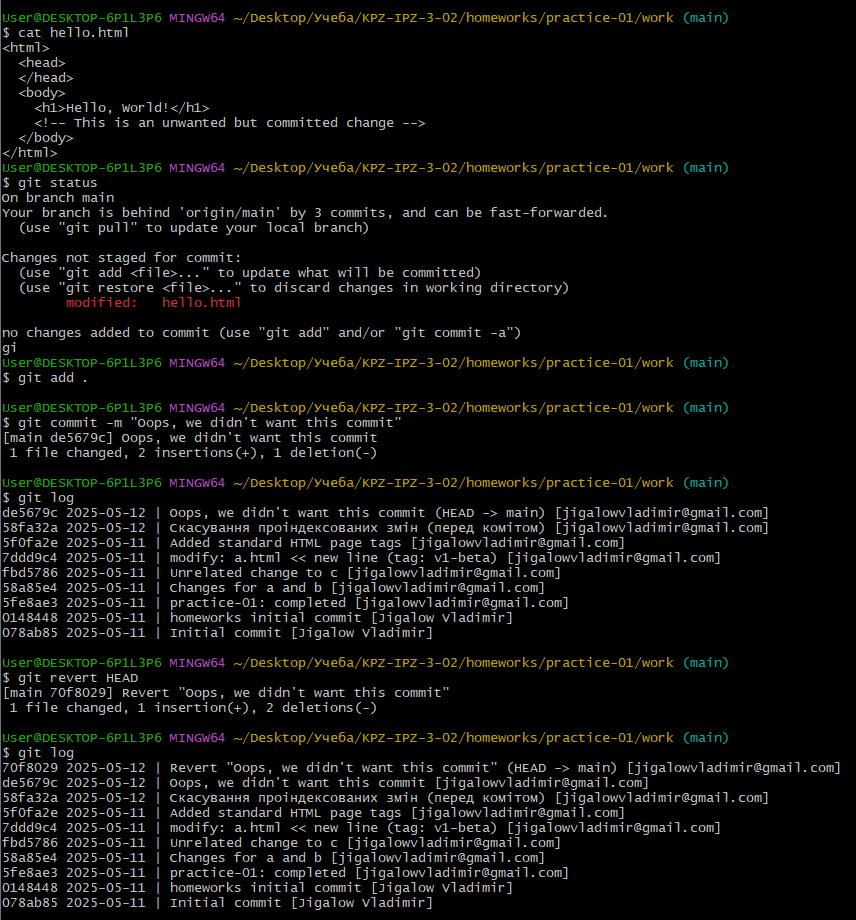 User@DESKTOP-6P1L3P6 MINGW64 ~/Desktop/Учеба/KPZ-IPZ-3-02/homeworks/practice-01/work (main)
$ cat hello.html
<html>
  <head>
  </head>
  <body>
    <h1>Hello, World!</h1>
    <!-- This is an unwanted but committed change -->
  </body>
</html>
User@DESKTOP-6P1L3P6 MINGW64 ~/Desktop/Учеба/KPZ-IPZ-3-02/homeworks/practice-01/work (main)
$ git status
On branch main
Your branch is behind 'origin/main' by 3 commits, and can be fast-forwarded.
  (use "git pull" to update your local branch)

Changes not staged for commit:
  (use "git add <file>..." to update what will be committed)
  (use "git restore <file>..." to discard changes in working directory)
        modified:   hello.html

no changes added to commit (use "git add" and/or "git commit -a")
gi
User@DESKTOP-6P1L3P6 MINGW64 ~/Desktop/Учеба/KPZ-IPZ-3-02/homeworks/practice-01/work (main)
$ git add .

User@DESKTOP-6P1L3P6 MINGW64 ~/Desktop/Учеба/KPZ-IPZ-3-02/homeworks/practice-01/work (main)
$ git commit -m "Oops, we didn't want this commit"
[main de5679c] Oops, we didn't want this commit
 1 file changed, 2 insertions(+), 1 deletion(-)

User@DESKTOP-6P1L3P6 MINGW64 ~/Desktop/Учеба/KPZ-IPZ-3-02/homeworks/practice-01/work (main)
$ git log
de5679c 2025-05-12 | Oops, we didn't want this commit (HEAD -> main) [jigalowvladimir@gmail.com]
58fa32a 2025-05-12 | Скасування проіндексованих змін (перед комітом) [jigalowvladimir@gmail.com]
5f0fa2e 2025-05-11 | Added standard HTML page tags [jigalowvladimir@gmail.com]
7ddd9c4 2025-05-11 | modify: a.html << new line (tag: v1-beta) [jigalowvladimir@gmail.com]
fbd5786 2025-05-11 | Unrelated change to c [jigalowvladimir@gmail.com]
58a85e4 2025-05-11 | Changes for a and b [jigalowvladimir@gmail.com]
5fe8ae3 2025-05-11 | practice-01: completed [jigalowvladimir@gmail.com]
0148448 2025-05-11 | homeworks initial commit [Jigalow Vladimir]
078ab85 2025-05-11 | Initial commit [Jigalow Vladimir]

User@DESKTOP-6P1L3P6 MINGW64 ~/Desktop/Учеба/KPZ-IPZ-3-02/homeworks/practice-01/work (main)
$ git revert HEAD
[main 70f8029] Revert "Oops, we didn't want this commit"
 1 file changed, 1 insertion(+), 2 deletions(-)

User@DESKTOP-6P1L3P6 MINGW64 ~/Desktop/Учеба/KPZ-IPZ-3-02/homeworks/practice-01/work (main)
$ git log
70f8029 2025-05-12 | Revert "Oops, we didn't want this commit" (HEAD -> main) [jigalowvladimir@gmail.com]
de5679c 2025-05-12 | Oops, we didn't want this commit [jigalowvladimir@gmail.com]
58fa32a 2025-05-12 | Скасування проіндексованих змін (перед комітом) [jigalowvladimir@gmail.com]
5f0fa2e 2025-05-11 | Added standard HTML page tags [jigalowvladimir@gmail.com]
7ddd9c4 2025-05-11 | modify: a.html << new line (tag: v1-beta) [jigalowvladimir@gmail.com]
fbd5786 2025-05-11 | Unrelated change to c [jigalowvladimir@gmail.com]
58a85e4 2025-05-11 | Changes for a and b [jigalowvladimir@gmail.com]
5fe8ae3 2025-05-11 | practice-01: completed [jigalowvladimir@gmail.com]
0148448 2025-05-11 | homeworks initial commit [Jigalow Vladimir]
078ab85 2025-05-11 | Initial commit [Jigalow Vladimir]